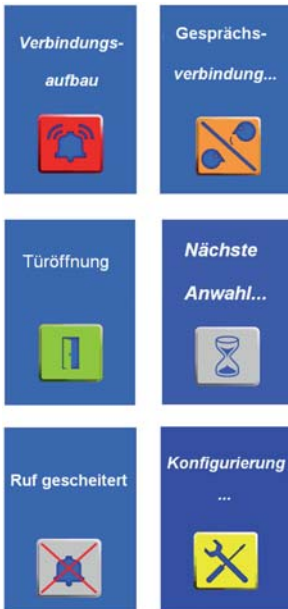 Verbindungs-
aufbau
Gesprächs-
verbindung...
Türöffnung
Nächste
Anwahl...
Ruf gescheitert
Konfigurierung
...